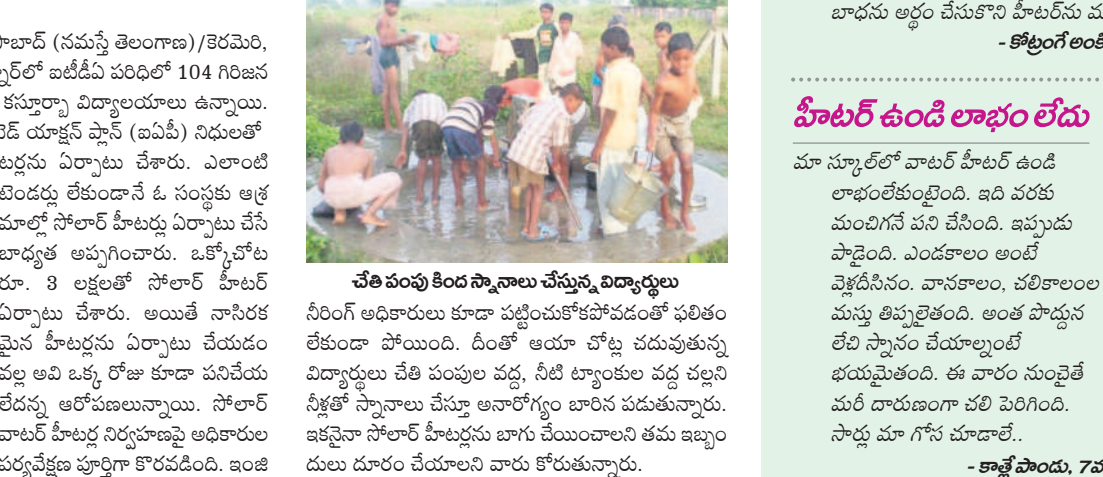 (నమస్తే తెలంగాణ)/కెరమెరి,
ఐటీడీఏ పరిధిలో 104 గిరిజన
కస్తూర్బా విద్యాలయాలు ఉన్నాయి.
యాక్షన్ ప్లాన్ (ఐఏపీ) నిధులతో
ఏర్పాటు చేశారు. ఎలాంటి
టెండర్లు లేకుండానే ఓ సంస్థకు ఆశ్ర
మాల్లో సోలార్ హీటర్లు ఏర్పాటు చేసే
బాధ్యత అప్పగించారు. ఒక్కోచోట
రూ. 3 లక్షలతో సోలార్ హీటర్
ఏర్పాటు చేశారు. అయితే నాసిరక
మైన హీటర్లను ఏర్పాటు చేయడం
వల్ల అవి ఒక్క రోజు కూడా పనిచేయ
లేదన్న ఆరోపణలున్నాయి. సోలార్
వాటర్ హీటర్ల నిర్వహణపై అధికారుల
పర్యవేక్షణ పూర్తిగా కొరవడింది. ఇంజి
చేతి పంపు కింద స్నానాలు చేస్తున్న విద్యార్థులు
నీరింగ్ అధికారులు కూడా పట్టించుకోకపోవడంతో ఫలితం
లేకుండా పోయింది. దీంతో ఆయా చోట్ల చదువుతున్న
విద్యార్థులు చేతి పంపుల వద్ద, నీటి ట్యాంకుల వద్ద చల్లని
నీళ్లతో స్నానాలు చేస్తూ అనారోగ్యం బారిన పడుతున్నారు.
ఇకనైనా సోలార్ హీటర్లను బాగు చేయించాలని తమ ఇబ్బం
దులు దూరం చేయాలని వారు కోరుతున్నారు.
బాధను అర్థం చేసుకొని హీటర్‌ను
- కోట్రంగే
హీటర్ ఉండి లాభం లేదు
మా స్కూల్‌లో వాటర్ హీటర్ ఉండి
లాభంలేకుంటైంది. ఇది వరకు
మంచిగనే పని చేసింది. ఇప్పుడు
పాడైంది. ఎండకాలం అంటే
వెళ్లదీసినం. వానకాలం, చలికాలంల
మస్తు తిప్పలైతంది. అంత పొద్దున
లేచి స్నానం చేయాల్నంటే
భయమైతంది. ఈ వారం నుంచైతే
మరీ దారుణంగా చలి పెరిగింది.
సార్లు మా గోస చూడాలే..
- కాత్లే పాండు,